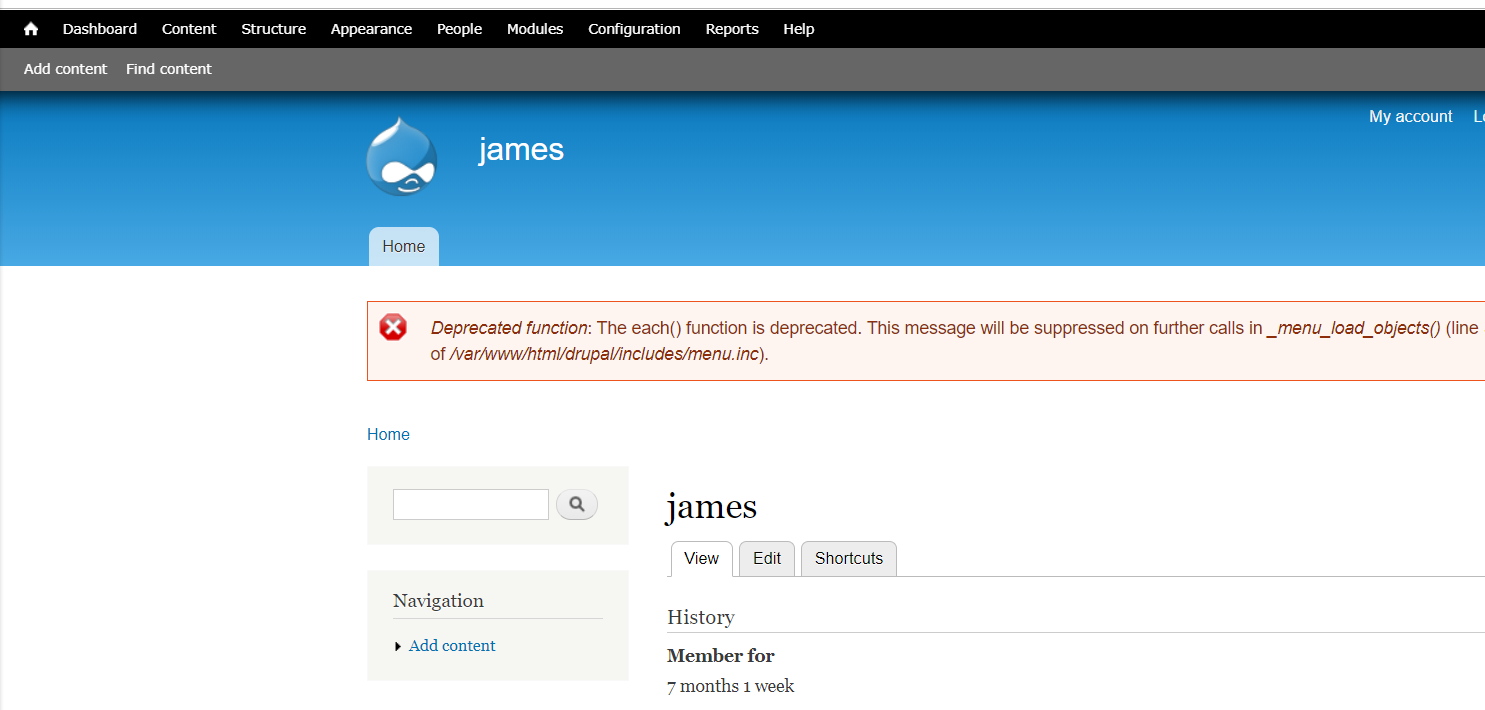 Dashboard Content Structure Appearance People Modules Configuration Reports Help
Add content Find content
My account
james
Home
Deprecated function: The each() function is deprecated. This message will be suppressed on further calls in _menu_load_objects() (line
of /var/www/html/drupal/includes/menu.inc).
Home
james
View Edit Shortcuts
Navigation
Add content
History
Member for
7 months 1 week